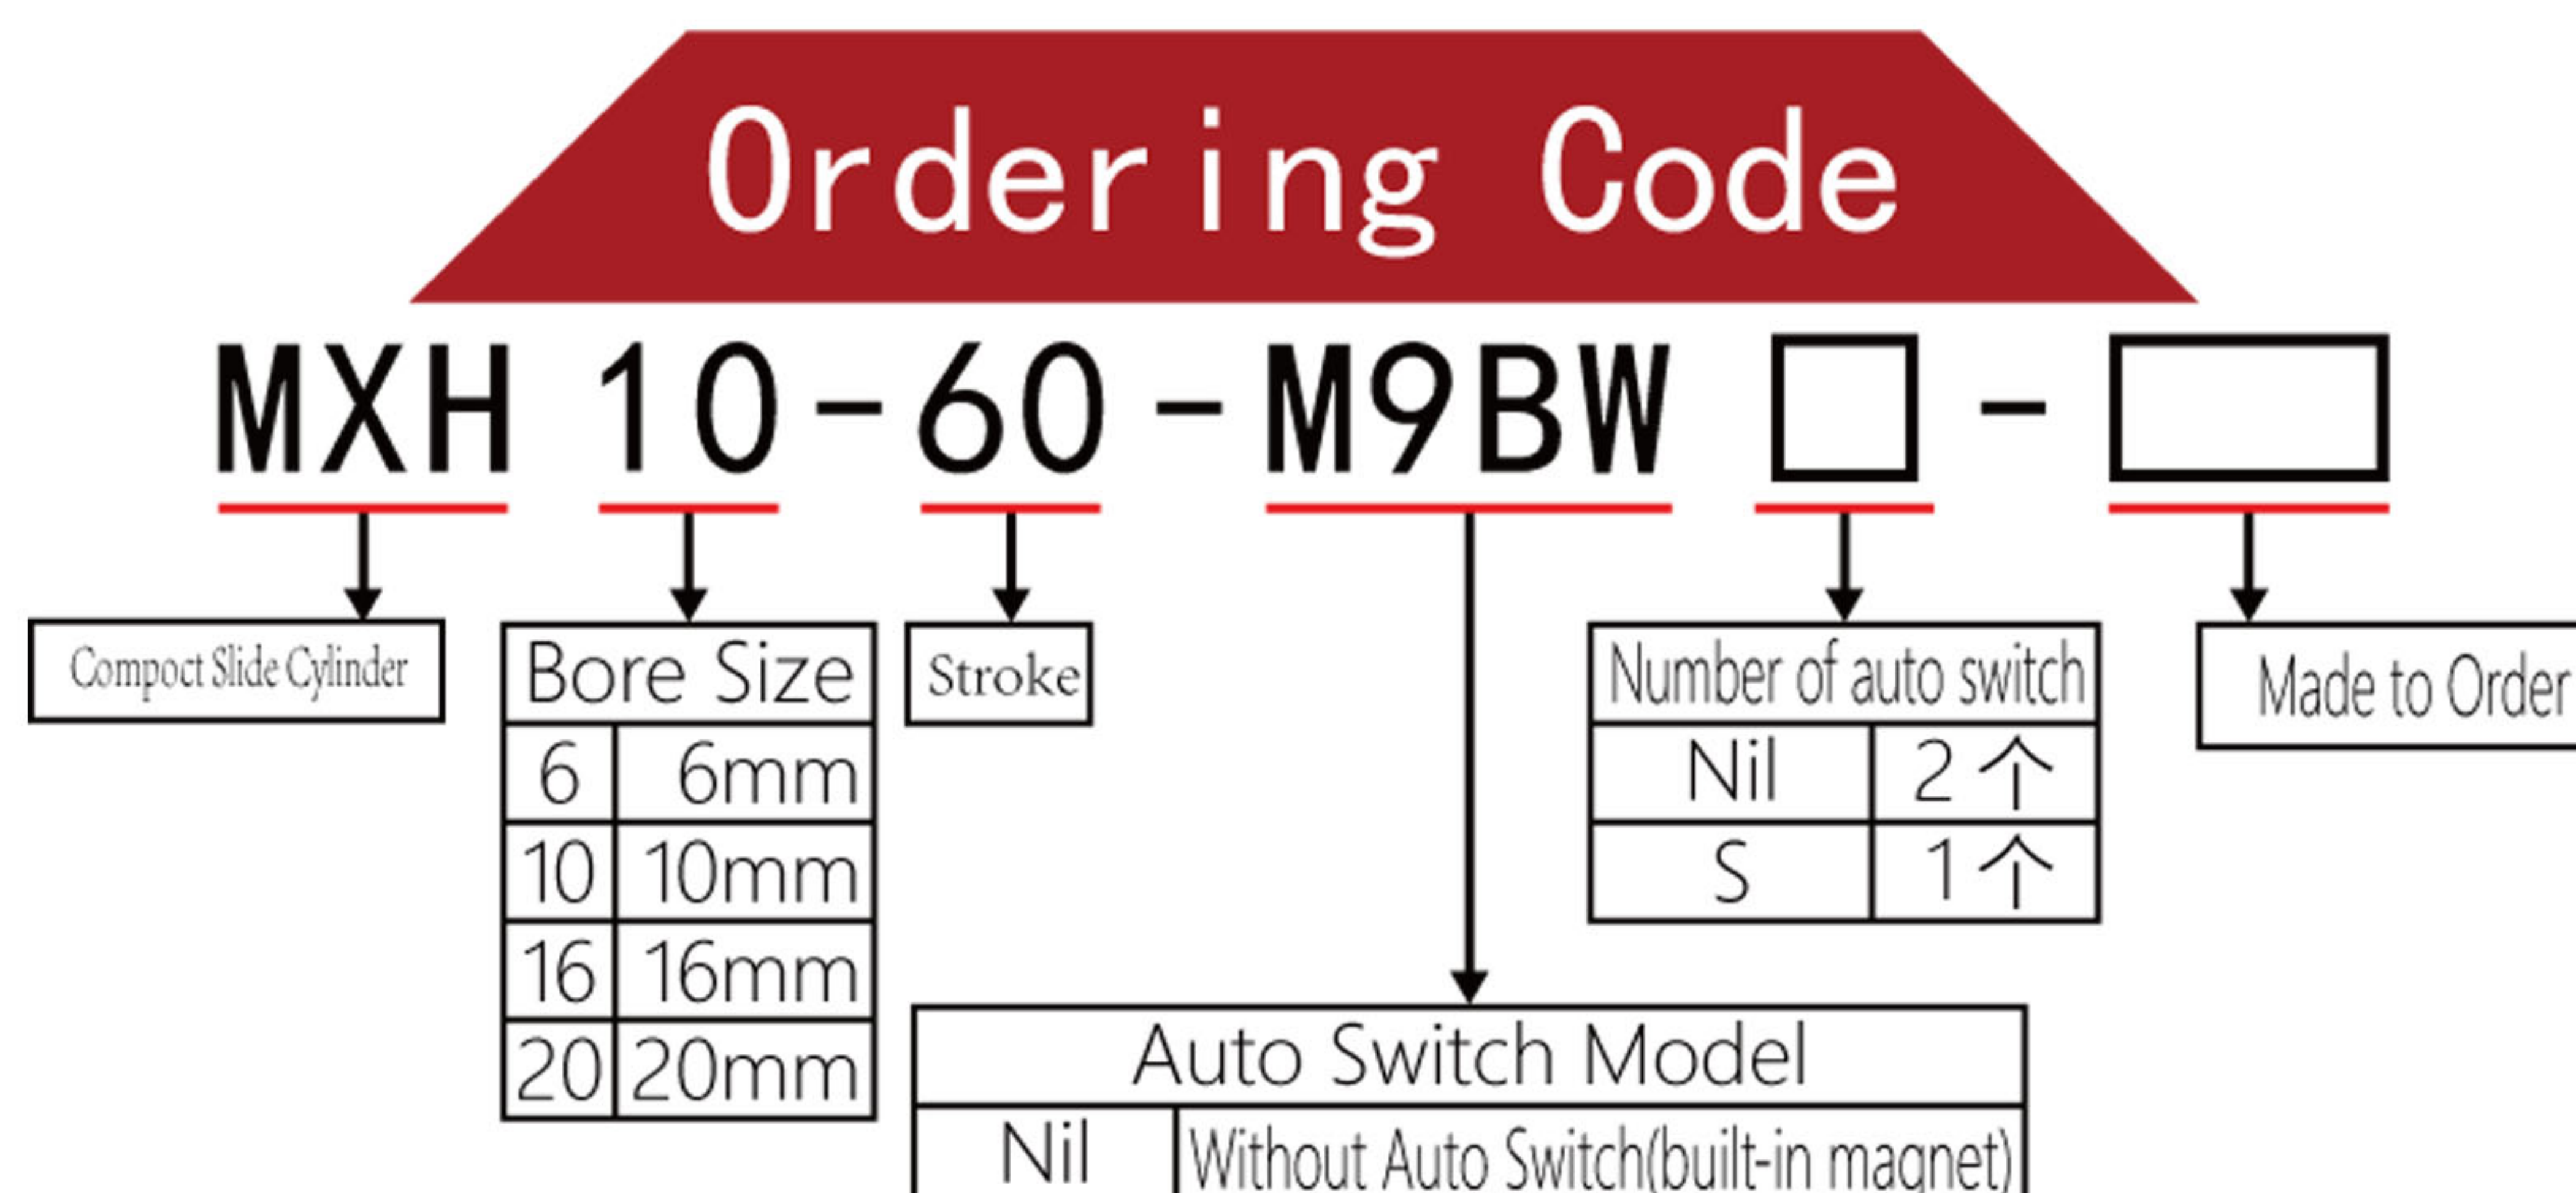 Ordering Code
MXH 10-60-M9BW □ - □
Compoct Slide Cylinder
Bore Size
6 6mm
10 10mm
16 16mm
20 20mm
Stroke
Number of auto switch
Nil 2个
S 1个
Made to Order
Auto Switch Model
Nil Without Auto Switch(built-in magnet)